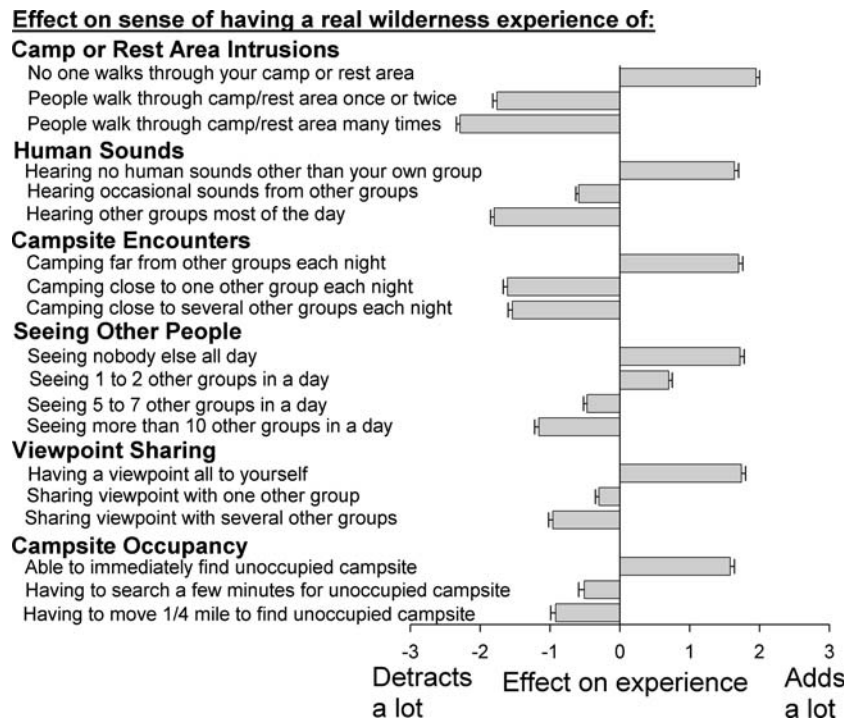 Effect on sense of having a real wilderness experience of:
Camp or Rest Area Intrusions
No one walks through your camp or rest area
People walk through camp/rest area once or twice
People walk through camp/rest area many times
Human Sounds
Hearing no human sounds other than your own group
Hearing occasional sounds from other groups
Hearing other groups most of the day
Campsite Encounters
Camping far from other groups each night
Camping close to one other group each night
Camping close to several other groups each night
Seeing Other People
Seeing nobody else all day
Seeing 1 to 2 other groups in a day
Seeing 5 to 7 other groups in a day
Seeing more than 10 other groups in a day
Viewpoint Sharing
Having a viewpoint all to yourself
Sharing viewpoint with one other group
Sharing viewpoint with several other groups
Campsite Occupancy
Able to immediately find unoccupied campsite
Having to search a few minutes for unoccupied campsite
Having to move 1/4 mile to find unoccupied campsite
-3 -2 -1 0 1 2 3
Detracts Effect on experience Adds
a lot a lot